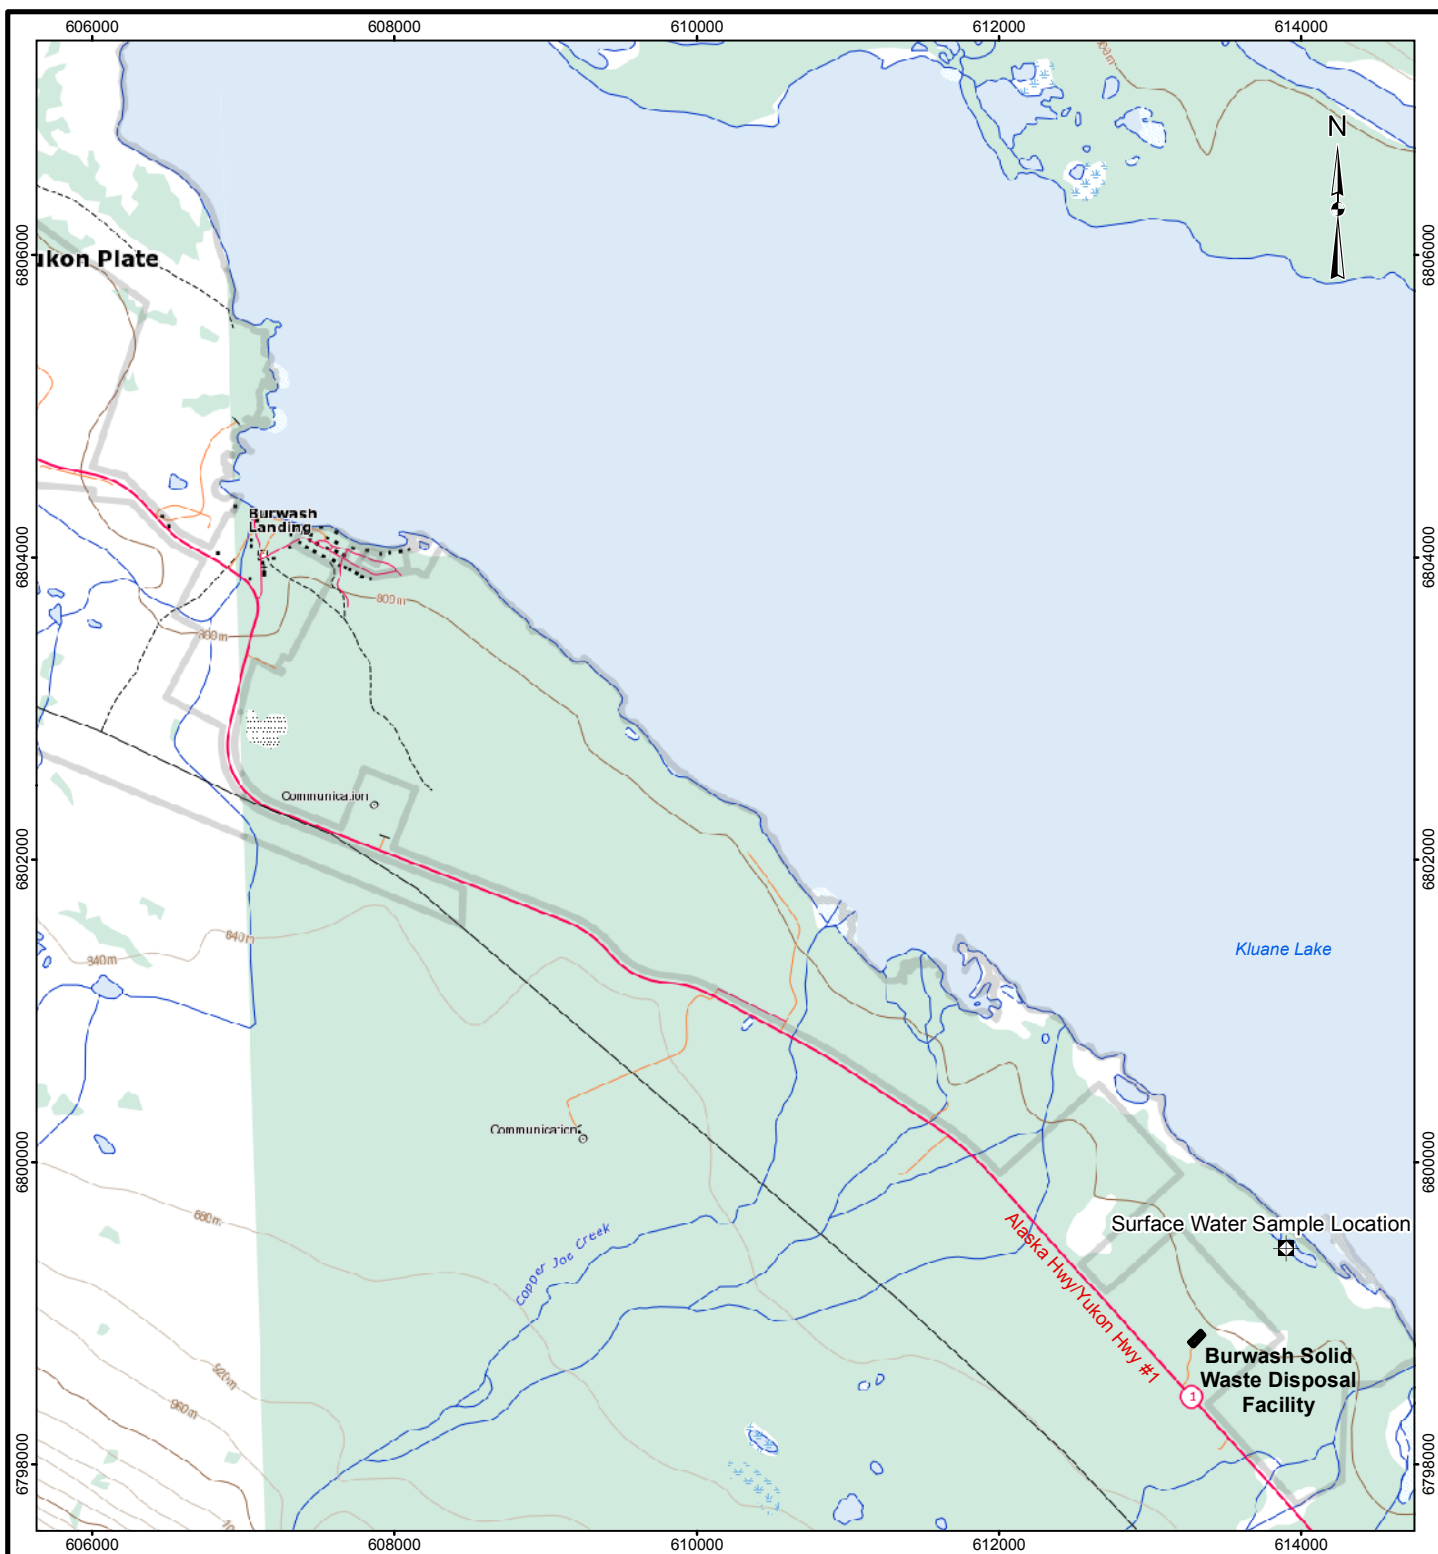 606000
608000
610000
612000
614000
N
6806000
6806000
ukon Plate
Burwash
Landing
6804000
6804000
800m
Communication
6802000
6802000
840m
840m
Kluane Lake
Communication
6800000
6800000
Surface Water Sample Location
Copper Joe Creek
Alaska Hwy/Yukon Hwy #1
Burwash Solid
Waste Disposal
Facility
1
960m
6798000
6798000
606000
608000
610000
612000
614000